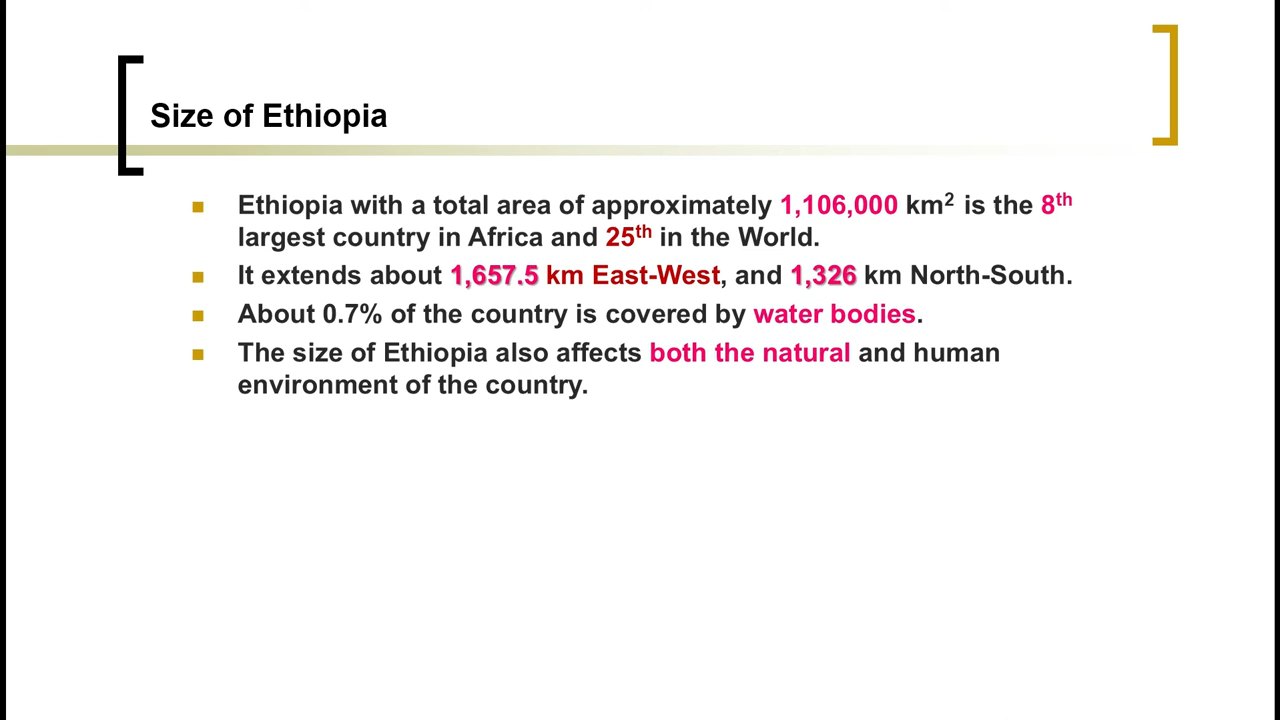 Size of Ethiopia
Ethiopia with a total area of approximately 1,106,000 km² is the 8th
largest country in Africa and 25th in the World.
It extends about 1,657.5 km East-West, and 1,326 km North-South.
About 0.7% of the country is covered by water bodies.
The size of Ethiopia also affects both the natural and human
environment of the country.